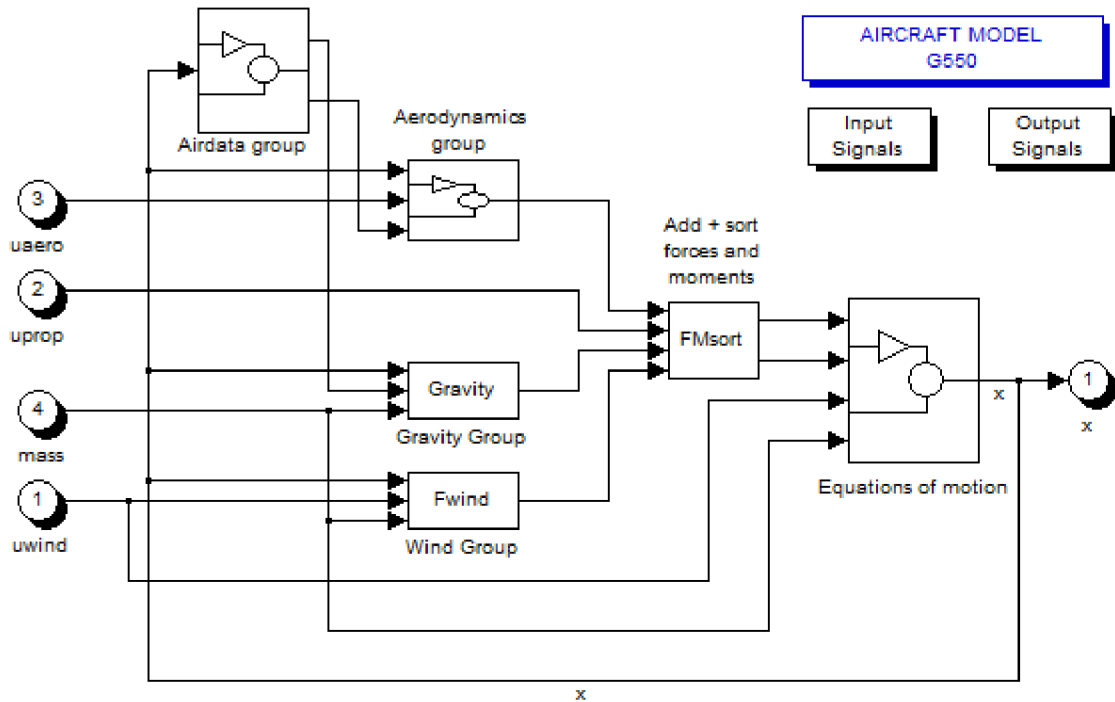 AIRCRAFT MODEL
G550
Input
Signals
Output
Signals
Airdata group
Aerodynamics
group
3
uaero
2
uprop
Add + sort
forces and
moments
FMsort
Gravity
Gravity Group
4
mass
1
uwind
Fwind
Wind Group
Equations of motion
x
1
x
x